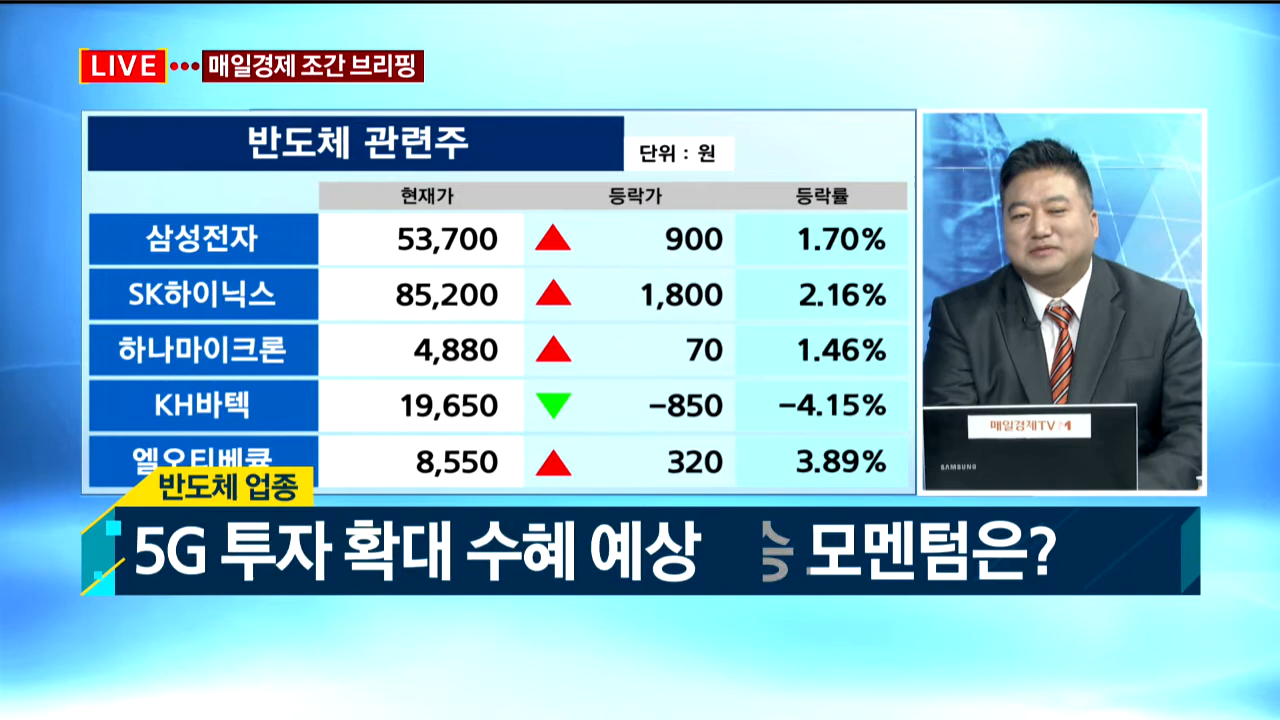 LIVE 매일경제 조간 브리핑
반도체 관련주
단위 : 원
현재가 등락가 등락률
삼성전자 53,700 ▲ 900 1.70%
SK하이닉스 85,200 ▲ 1,800 2.16%
하나마이크론 4,880 ▲ 70 1.46%
KH바텍 19,650 ▼ -850 -4.15%
엘오티베큠 8,550 ▲ 320 3.89%
매일경제TV M
SAMSUNG
반도체 업종
5G 투자 확대 수혜 예상 모멘텀은?